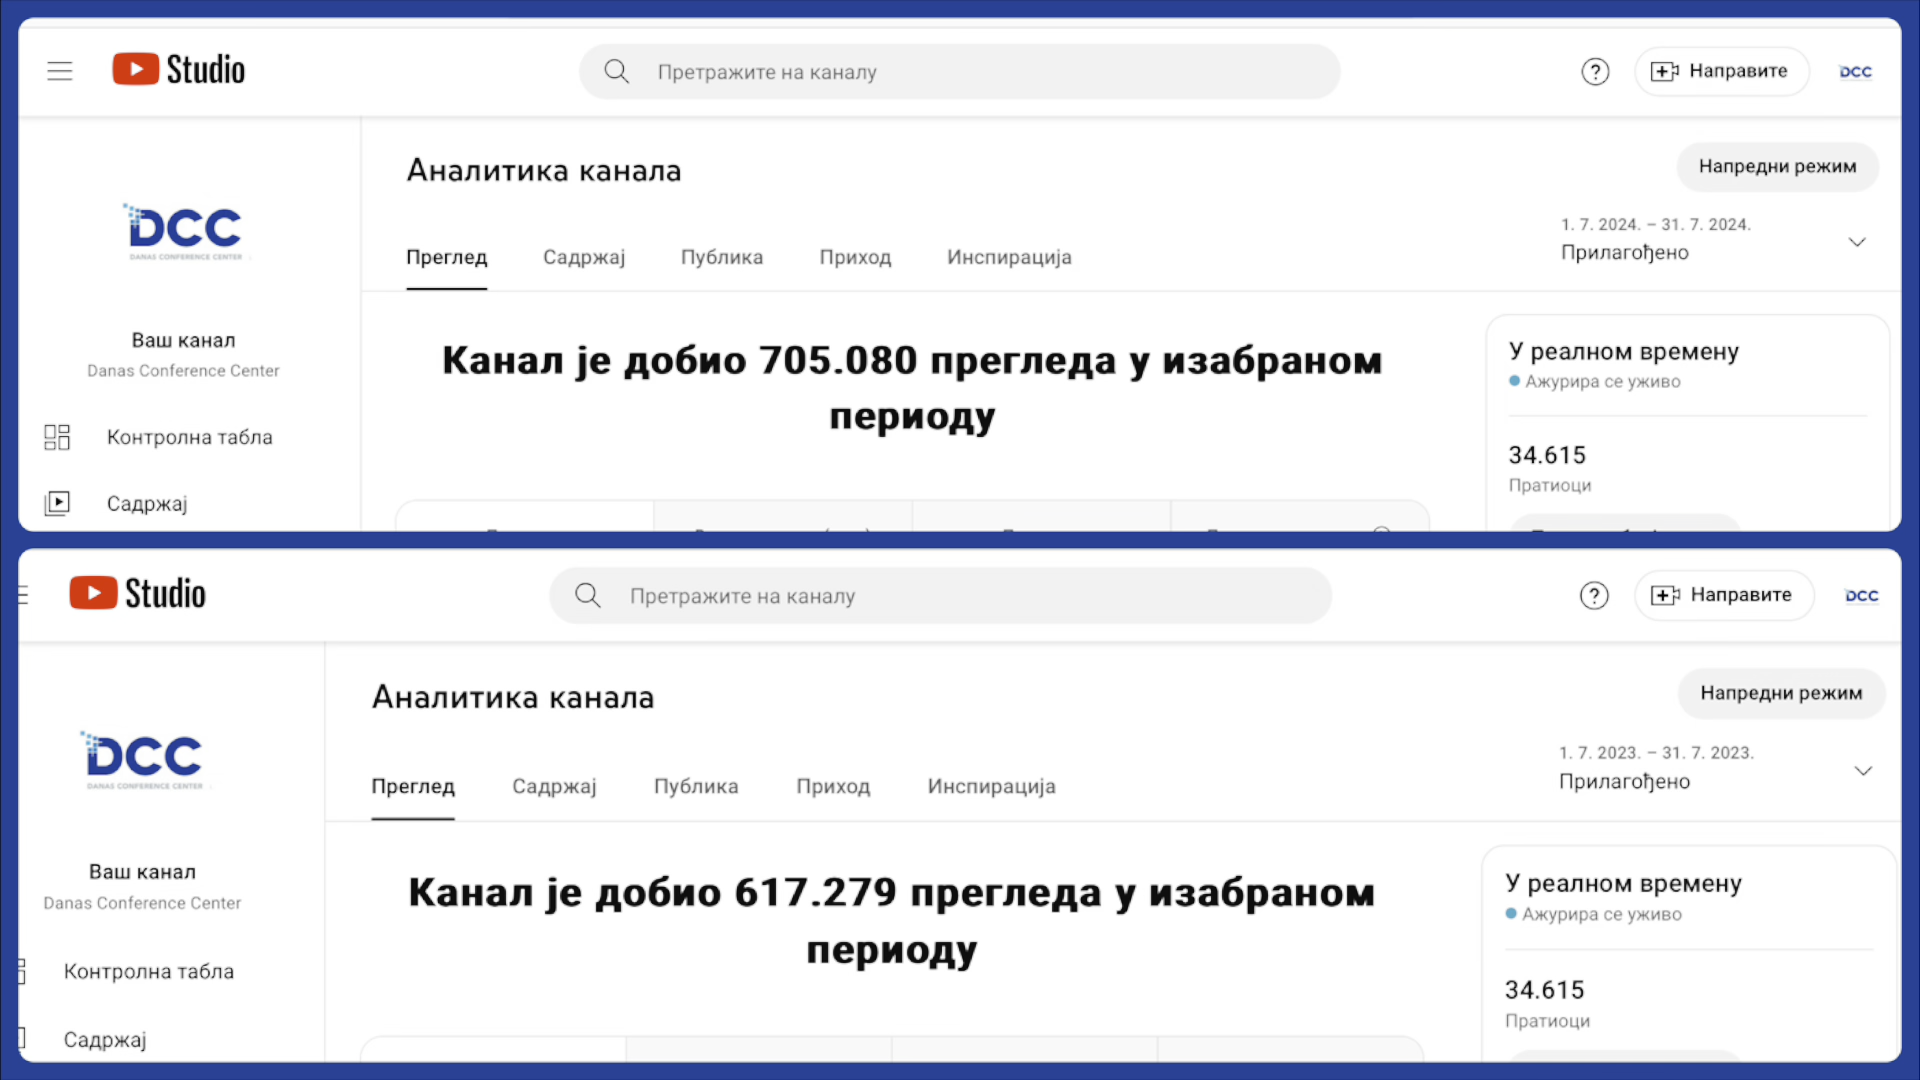 Studio
Претражите на каналу
Направите
DCC
Аналитика канала
Напредни режим
DCC
DANAS CONFERENCE CENTER
1. 7. 2024. – 31. 7. 2024.
Прилагођено
Преглед Садржај Публика Приход Инспирација
Ваш канал
Danas Conference Center
Канал је добио 705.080 прегледа у изабраном
периоду
У реалном времену
Ажурира се уживо
Контролна табла
34.615
Пратиоци
Садржај
Studio
Претражите на каналу
Направите
DCC
Аналитика канала
Напредни режим
DCC
DANAS CONFERENCE CENTER
1. 7. 2023. – 31. 7. 2023.
Прилагођено
Преглед Садржај Публика Приход Инспирација
Ваш канал
Danas Conference Center
Канал је добио 617.279 прегледа у изабраном
периоду
У реалном времену
Ажурира се уживо
Контролна табла
34.615
Пратиоци
Садржај